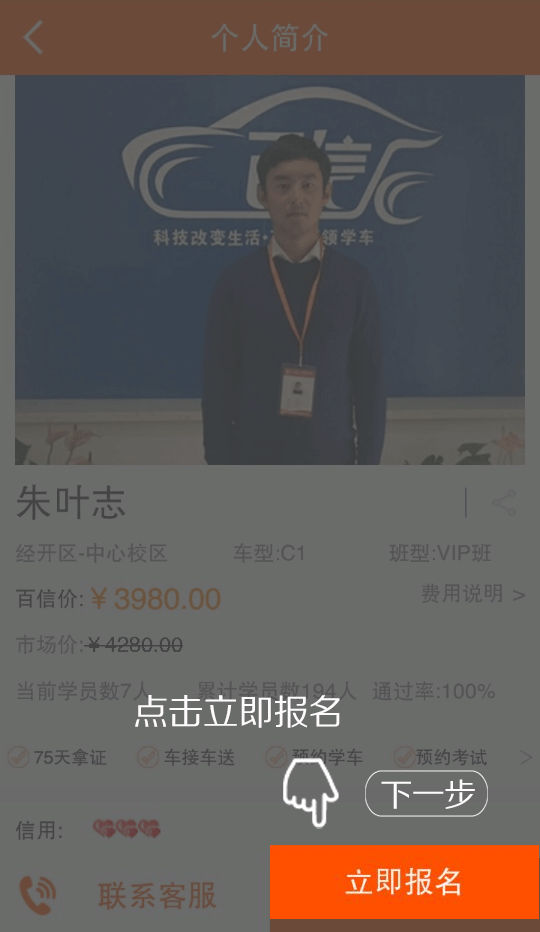 个人简介
百信
科技改变生活·百 领学车
朱叶志
经开区-中心校区 车型:C1 班型:VIP班
百信价:￥3980.00 费用说明 >
市场价:￥4280.00
当前学员数7人 累计学员数194人 通过率:100%
点击立即报名
75天拿证 车接车送 预约学车 预约考试 >
下一步
信用:
联系客服 立即报名